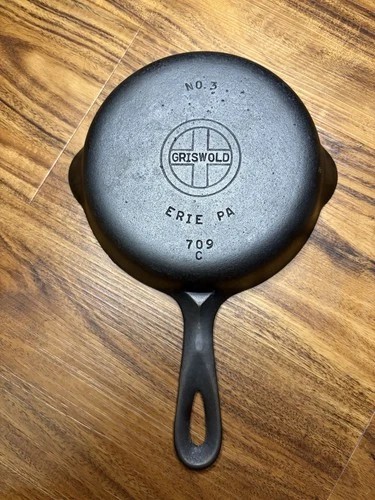 NO.3
GRISWOLD
ERIE PA
709
C